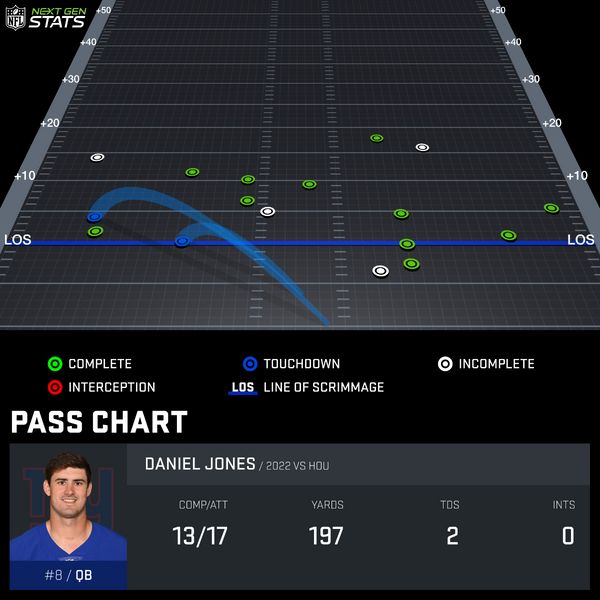 NFL NEXT GEN STATS
+50 +50
+30 +30
+20 +20
+10 +10
LOS LOS
COMPLETE TOUCHDOWN INCOMPLETE
INTERCEPTION LOS LINE OF SCRIMMAGE
PASS CHART
DANIEL JONES / 2022 VS HOU
COMP/ATT YARDS TDS INTS
13/17 197 2 0
#8 / QB